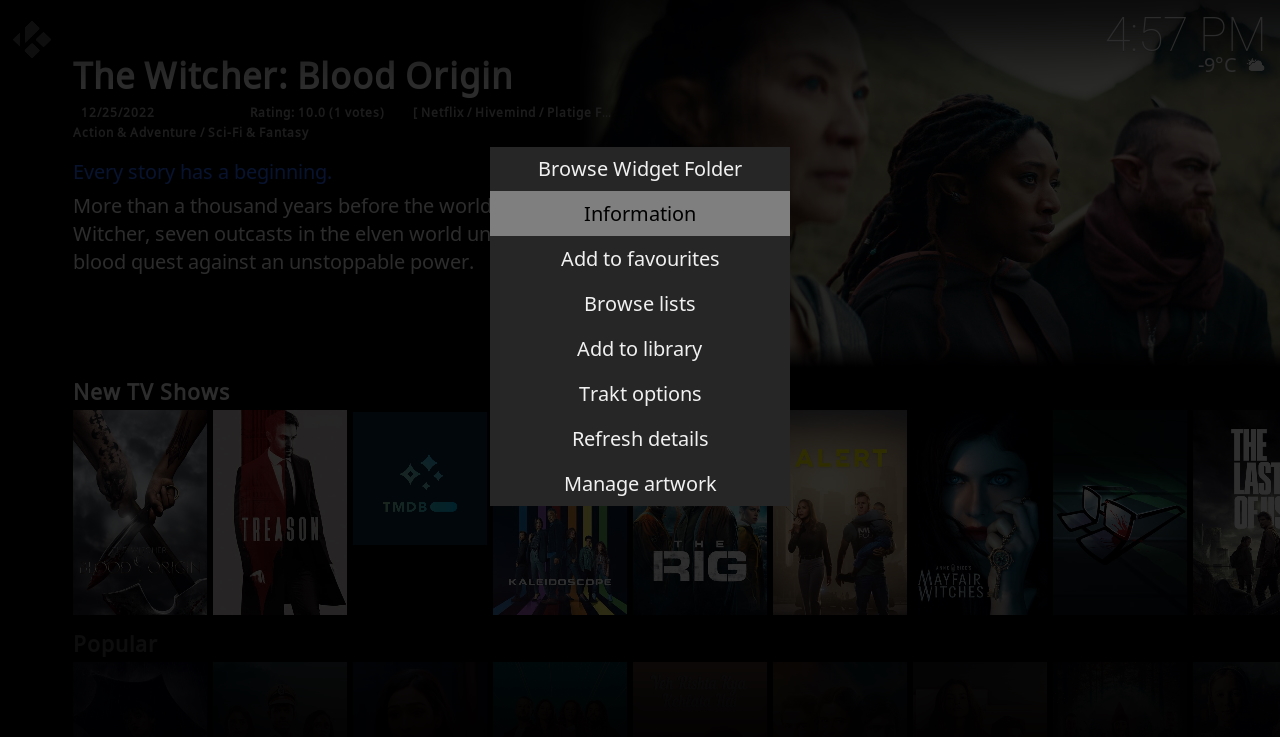 4:57 PM
-9°C
The Witcher: Blood Origin
12/25/2022 Rating: 10.0 (1 votes) [ Netflix / Hivemind / Platige F...
Action & Adventure / Sci-Fi & Fantasy
Every story has a beginning.
More than a thousand years before the world
Witcher, seven outcasts in the elven world un
blood quest against an unstoppable power.
Browse Widget Folder
Information
Add to favourites
Browse lists
Add to library
Trakt options
Refresh details
Manage artwork
New TV Shows
BLOOD ORIGIN
TREASON
TMDB
KALEIDOSCOPE
THE
RIG
ALERT
MAYFAIR
WITCHES
THE
LAST
OF
Popular